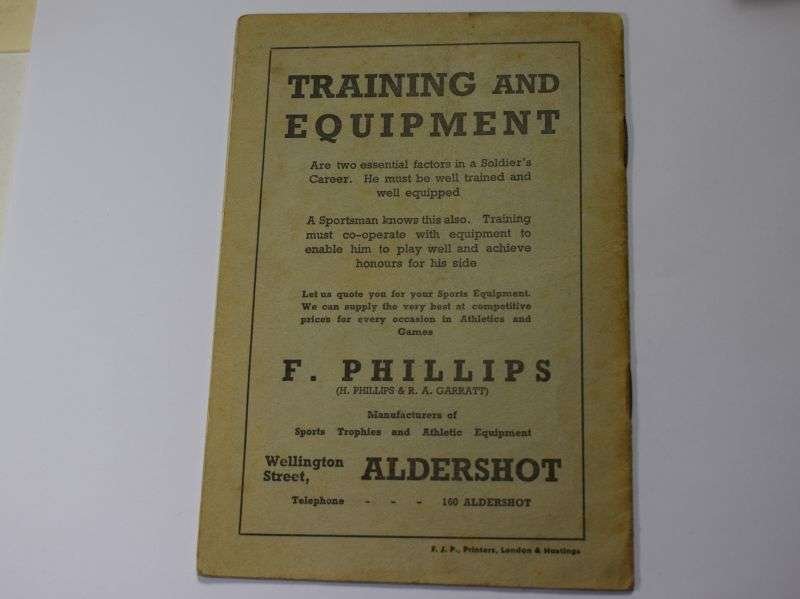 TRAINING AND
EQUIPMENT
Are two essential factors in a Soldier's
Career. He must be well trained and
well equipped
A Sportsman knows this also. Training
must co-operate with equipment to
enable him to play well and achieve
honours for his side
Let us quote you for your Sports Equipment.
We can supply the very best at competitive
prices for every occasion in Athletics and
Games
F. PHILLIPS
(H. PHILLIPS & R. A. GARRATT)
Manufacturers of
Sports Trophies and Athletic Equipment
Wellington
Street,
ALDERSHOT
Telephone - - - 160 ALDERSHOT
F. J. P., Printers, London & Hastings